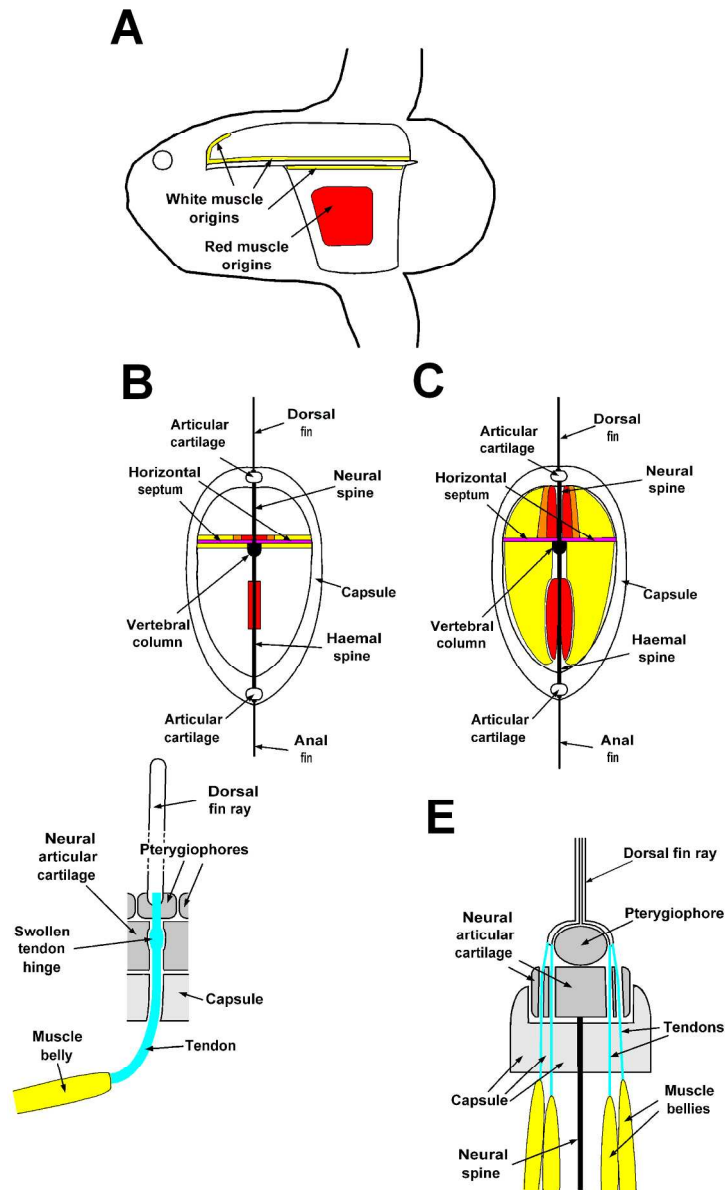 A
White muscle
origins
Red muscle
origins
B
Articular
cartilage
Dorsal
fin
Horizontal
septum
Neural
spine
Capsule
Vertebral
column
Haemal
spine
Articular
cartilage
Anal
fin
C
Articular
cartilage
Dorsal
fin
Horizontal
septum
Neural
spine
Capsule
Vertebral
column
Haemal
spine
Articular
cartilage
Anal
fin
Dorsal
fin ray
Neural
articular
cartilage
Pterygiophores
Swollen
tendon
hinge
Capsule
Muscle
belly
Tendon
E
Dorsal fin ray
Neural
articular
cartilage
Pterygiophore
Tendons
Capsule
Muscle
bellies
Neural
spine